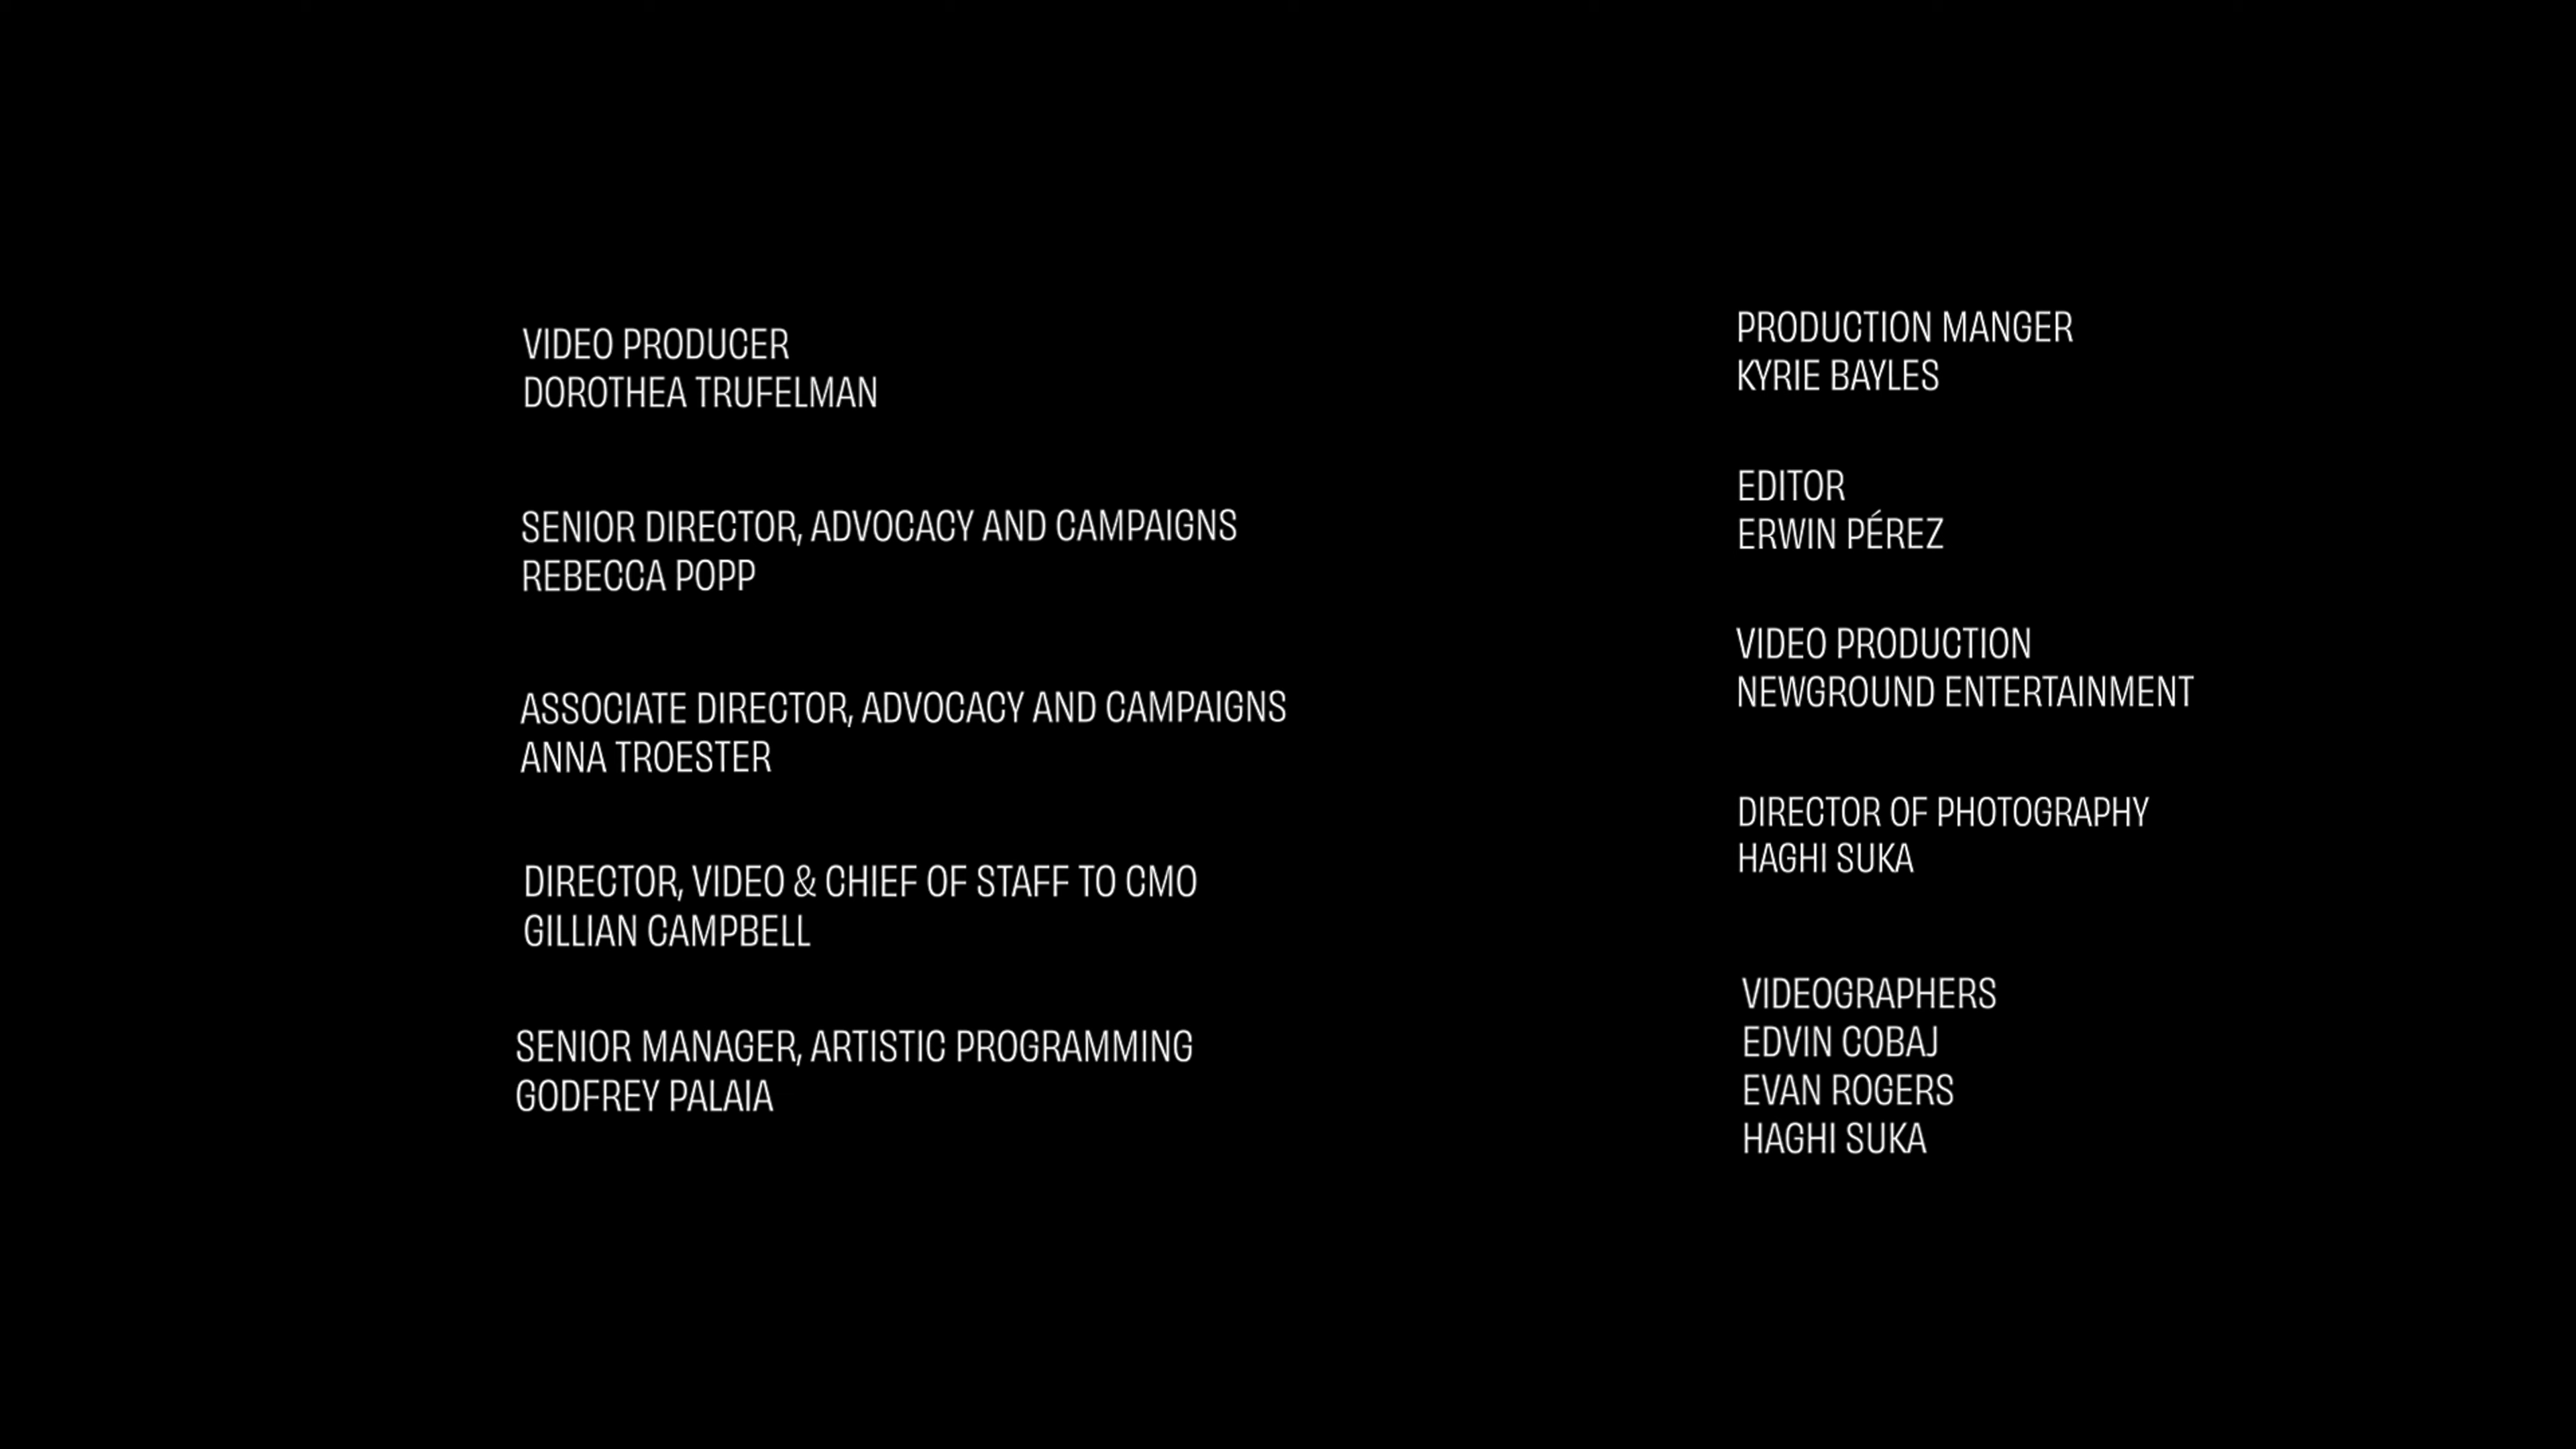 VIDEO PRODUCER
DOROTHEA TRUFELMAN
SENIOR DIRECTOR, ADVOCACY AND CAMPAIGNS
REBECCA POPP
ASSOCIATE DIRECTOR, ADVOCACY AND CAMPAIGNS
ANNA TROESTER
DIRECTOR, VIDEO & CHIEF OF STAFF TO CMO
GILLIAN CAMPBELL
SENIOR MANAGER, ARTISTIC PROGRAMMING
GODFREY PALAIA
PRODUCTION MANGER
KYRIE BAYLES
EDITOR
ERWIN PÉREZ
VIDEO PRODUCTION
NEWGROUND ENTERTAINMENT
DIRECTOR OF PHOTOGRAPHY
HAGHI SUKA
VIDEOGRAPHERS
EDVIN COBAJ
EVAN ROGERS
HAGHI SUKA